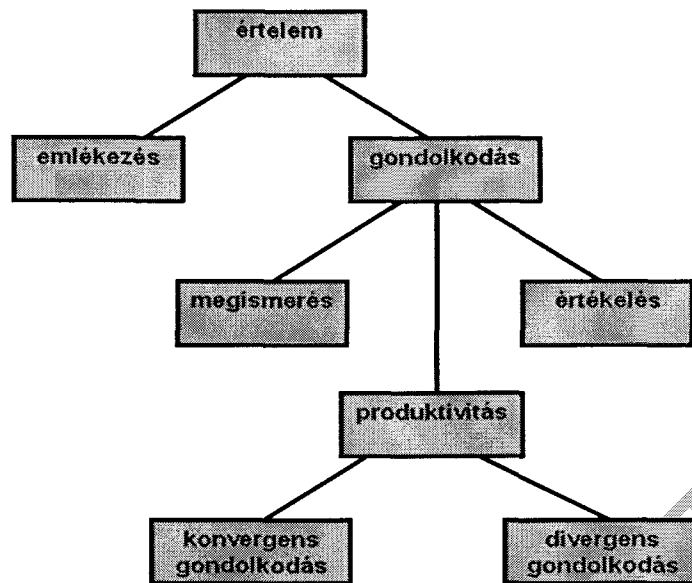 értelem
emlékezés
gondolkodás
megismerés
értékelés
produktivitás
konvergens
gondolkodás
divergens
gondolkodás